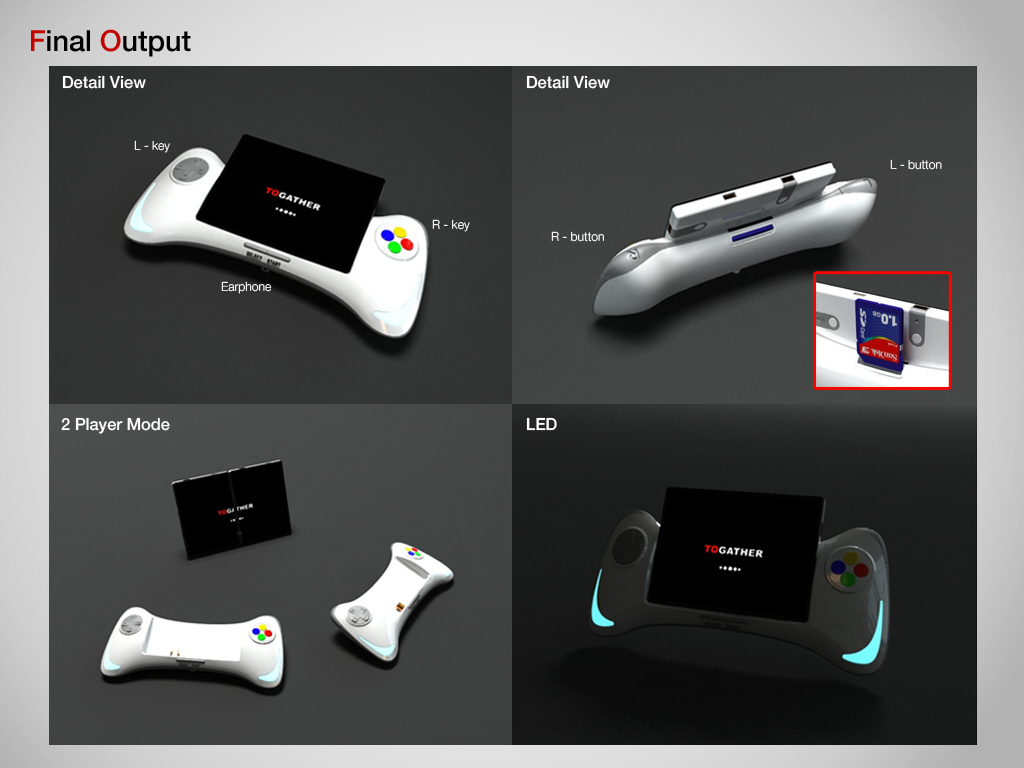 Final Output
Detail View
L - key
TOGATHER
R - key
SELECT START
Earphone
Detail View
L - button
R - button
SD Card
1.0GB
SanDisk
2 Player Mode
TOGATHER
LED
TOGATHER